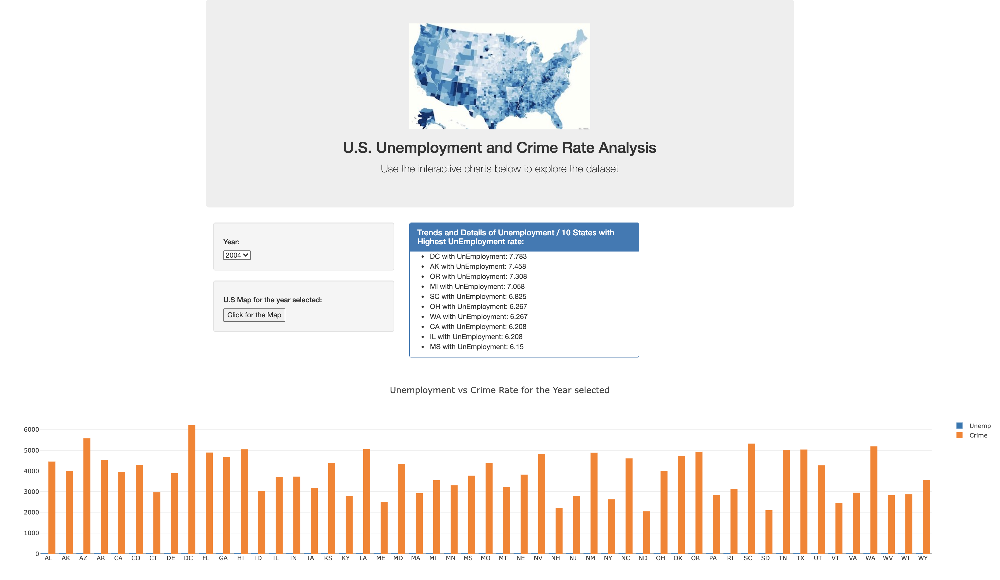 U.S. Unemployment and Crime Rate Analysis
Use the interactive charts below to explore the dataset
Year:
2004
U.S Map for the year selected:
Click for the Map
Trends and Details of Unemployment / 10 States with
Highest UnEmployment rate:
DC with UnEmployment: 7.783
AK with UnEmployment: 7.458
OR with UnEmployment: 7.308
MI with UnEmployment: 7.058
SC with UnEmployment: 6.825
OH with UnEmployment: 6.267
WA with UnEmployment: 6.267
CA with UnEmployment: 6.208
IL with UnEmployment: 6.208
MS with UnEmployment: 6.15
Unemployment vs Crime Rate for the Year selected
Unemp
Crime
6000
5000
4000
3000
2000
1000
0
AL AK AZ AR CA CO CT DE DC FL GA HI ID IL IN IA KS KY LA ME MD MA MI MN MS MO MT NE NV NH NJ NM NY NC ND OH OK OR PA RI SC SD TN TX UT VT VA WA WV WI WY